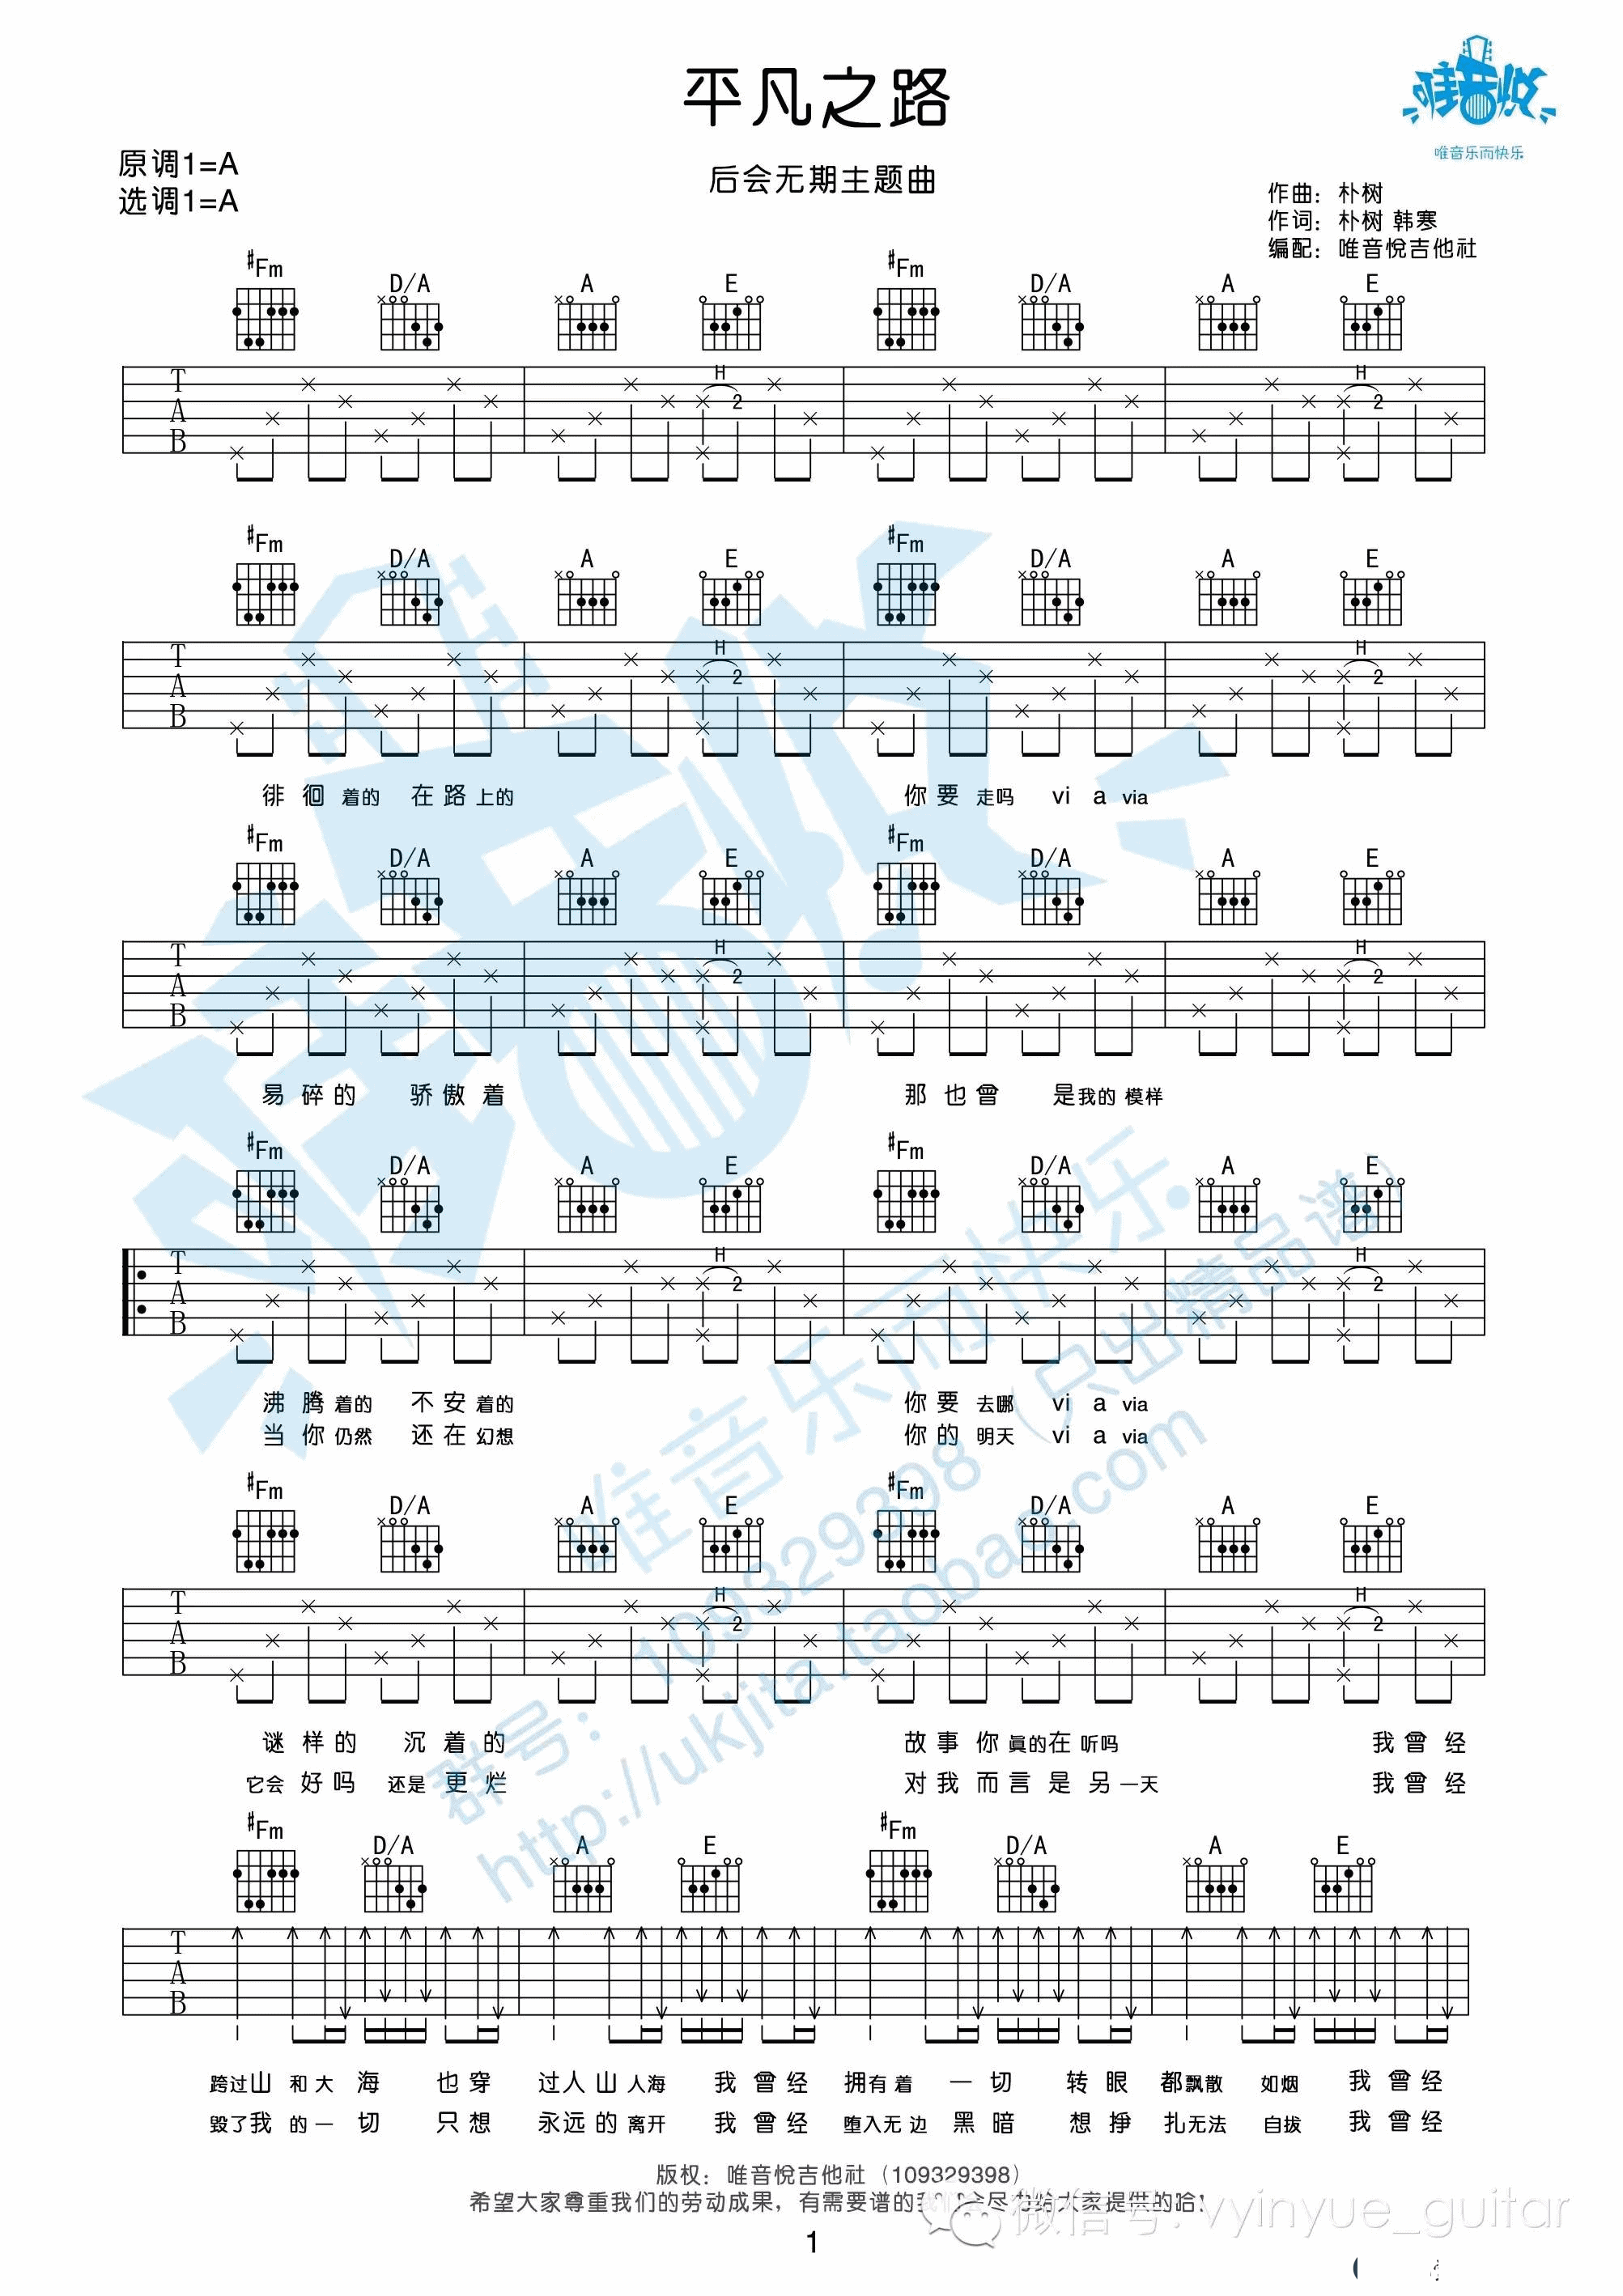 平凡之路
唯音悦
唯音乐而快乐
原调1=A
选调1=A
后会无期主题曲
作曲：朴树
作词：朴树 韩寒
编配：唯音悦吉他社
#Fm D/A A E #Fm D/A A E
H H
T A B 2 2
#Fm D/A A E #Fm D/A A E
H H
T A B 2 2
徘徊着的 在路上的 你要走吗 vi a via
#Fm D/A A E #Fm D/A A E
H H
T A B 2 2
易碎的 骄傲着 那也曾 是我的模样
#Fm D/A A E #Fm D/A A E
H H
T A B 2 2
沸腾着的 不安着的 你要去哪 vi a via
当你仍然 还在幻想 你的明天 vi a via
#Fm D/A A E #Fm D/A A E
H H
T A B 2 2
谜样的 沉着的 故事你真的在听吗 我曾经
它会好吗 还是更烂 对我而言是另一天 我曾经
#Fm D/A A E #Fm D/A A E
T A B
跨过山和大海 也穿过人山人海 我曾经拥有着一切 转眼都飘散如烟 我曾经
毁了我的一切 只想永远的离开 我曾经堕入无边黑暗 想挣扎无法自拨 我曾经
唯音乐而快乐
群号：109329398（只出精品谱）
http://ukjita.taobao.com
版权：唯音悦吉他社（109329398）
希望大家尊重我们的劳动成果，有需要谱的我们会尽力给大家提供的哈！
微信号: vyinyue_guitar
1